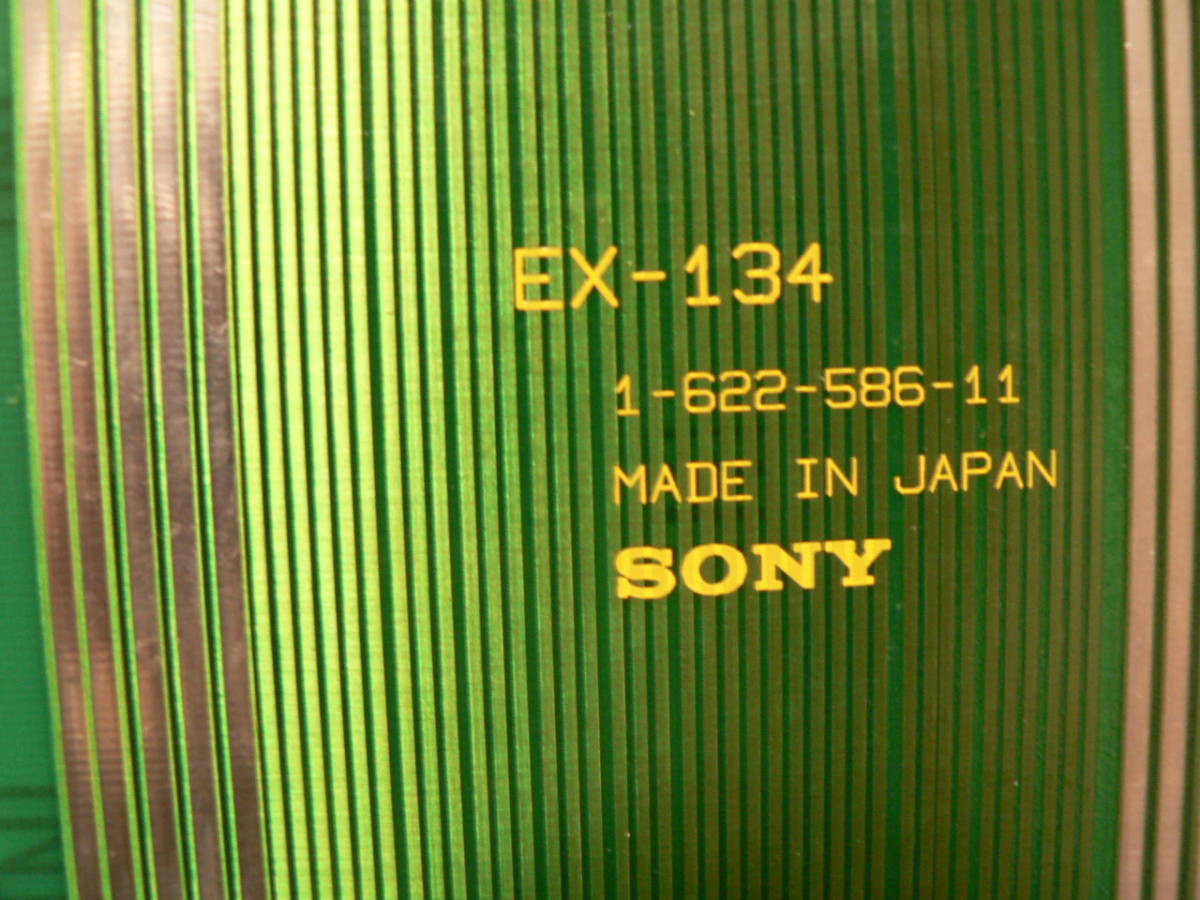 EX-134
1-622-586-11
MADE IN JAPAN
SONY